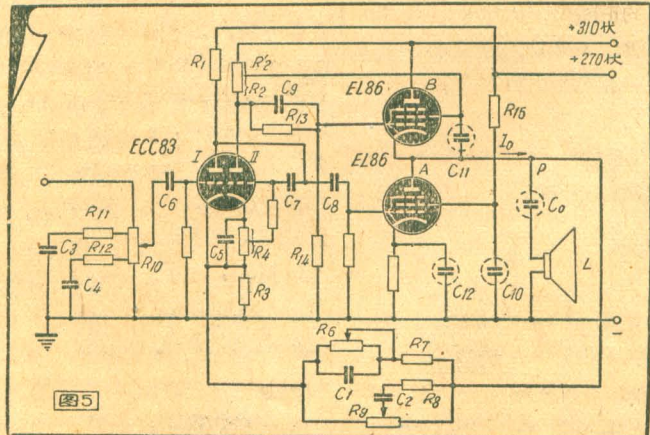 +310伏
+270伏
R1
R'2
R2
C9
R13
EL86
B
R15
ECC83
I
II
EL86
A
C11
I0
P
C6
C7
C8
C0
R11
R12
R10
C3
C4
C5
R4
R3
R14
C12
C10
L
−
R6
R7
C1
C2
R8
R9
图5